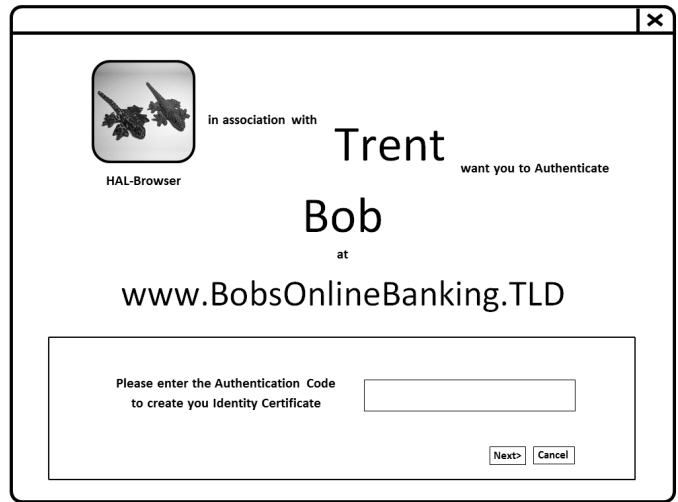 in association with
Trent
want you to Authenticate
HAL-Browser
Bob
at
www.BobsOnlineBanking.TLD
Please enter the Authentication Code
to create you Identity Certificate
Next>
Cancel